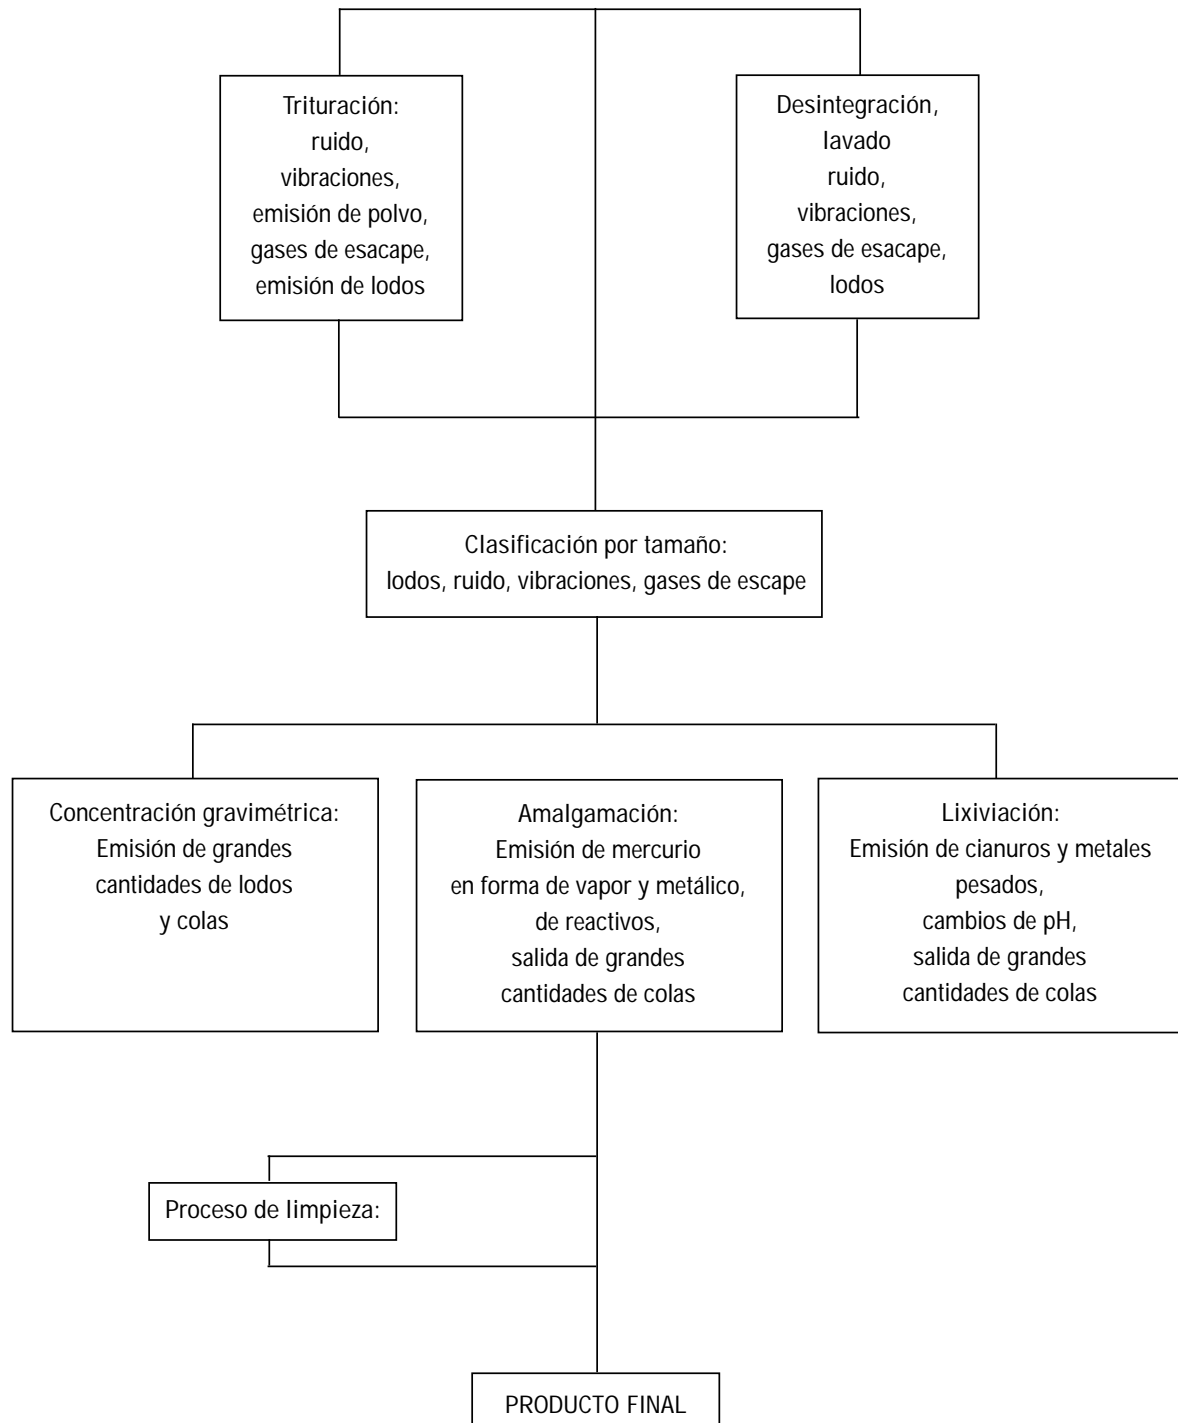 Trituración:
ruido,
vibraciones,
emisión de polvo,
gases de esacape,
emisión de lodos
Desintegración,
lavado
ruido,
vibraciones,
gases de esacape,
lodos
Clasificación por tamaño:
lodos, ruido, vibraciones, gases de escape
Concentración gravimétrica:
Emisión de grandes
cantidades de lodos
y colas
Amalgamación:
Emisión de mercurio
en forma de vapor y metálico,
de reactivos,
salida de grandes
cantidades de colas
Lixiviación:
Emisión de cianuros y metales
pesados,
cambios de pH,
salida de grandes
cantidades de colas
Proceso de limpieza:
PRODUCTO FINAL